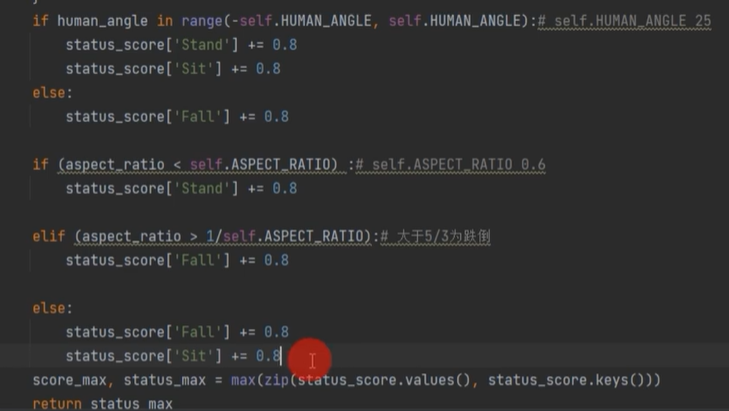 if human_angle in range(-self.HUMAN_ANGLE, self.HUMAN_ANGLE):# self.HUMAN_ANGLE 25
status_score['Stand'] += 0.8
status_score['Sit'] += 0.8
else:
status_score['Fall'] += 0.8
if (aspect_ratio < self.ASPECT_RATIO) :# self.ASPECT_RATIO 0.6
status_score['Stand'] += 0.8
elif (aspect_ratio > 1/self.ASPECT_RATIO):# 大于5/3为跌倒
status_score['Fall'] += 0.8
else:
status_score['Fall'] += 0.8
status_score['Sit'] += 0.8
score_max, status_max = max(zip(status_score.values(), status_score.keys()))
return status_max